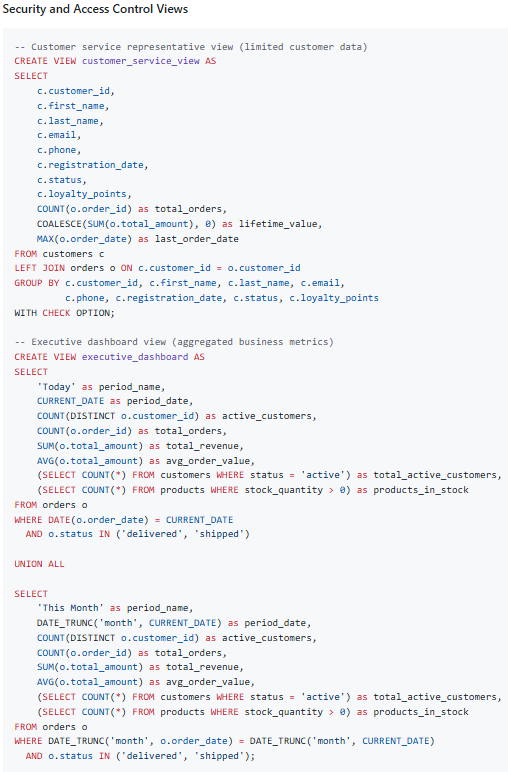 Security and Access Control Views
-- Customer service representative view (limited customer data)
CREATE VIEW customer_service_view AS
SELECT
    c.customer_id,
    c.first_name,
    c.last_name,
    c.email,
    c.phone,
    c.registration_date,
    c.status,
    c.loyalty_points,
    COUNT(o.order_id) as total_orders,
    COALESCE(SUM(o.total_amount), 0) as lifetime_value,
    MAX(o.order_date) as last_order_date
FROM customers c
LEFT JOIN orders o ON c.customer_id = o.customer_id
GROUP BY c.customer_id, c.first_name, c.last_name, c.email,
         c.phone, c.registration_date, c.status, c.loyalty_points
WITH CHECK OPTION;
-- Executive dashboard view (aggregated business metrics)
CREATE VIEW executive_dashboard AS
SELECT
    'Today' as period_name,
    CURRENT_DATE as period_date,
    COUNT(DISTINCT o.customer_id) as active_customers,
    COUNT(o.order_id) as total_orders,
    SUM(o.total_amount) as total_revenue,
    AVG(o.total_amount) as avg_order_value,
    (SELECT COUNT(*) FROM customers WHERE status = 'active') as total_active_customers,
    (SELECT COUNT(*) FROM products WHERE stock_quantity > 0) as products_in_stock
FROM orders o
WHERE DATE(o.order_date) = CURRENT_DATE
  AND o.status IN ('delivered', 'shipped')
UNION ALL
SELECT
    'This Month' as period_name,
    DATE_TRUNC('month', CURRENT_DATE) as period_date,
    COUNT(DISTINCT o.customer_id) as active_customers,
    COUNT(o.order_id) as total_orders,
    SUM(o.total_amount) as total_revenue,
    AVG(o.total_amount) as avg_order_value,
    (SELECT COUNT(*) FROM customers WHERE status = 'active') as total_active_customers,
    (SELECT COUNT(*) FROM products WHERE stock_quantity > 0) as products_in_stock
FROM orders o
WHERE DATE_TRUNC('month', o.order_date) = DATE_TRUNC('month', CURRENT_DATE)
  AND o.status IN ('delivered', 'shipped');